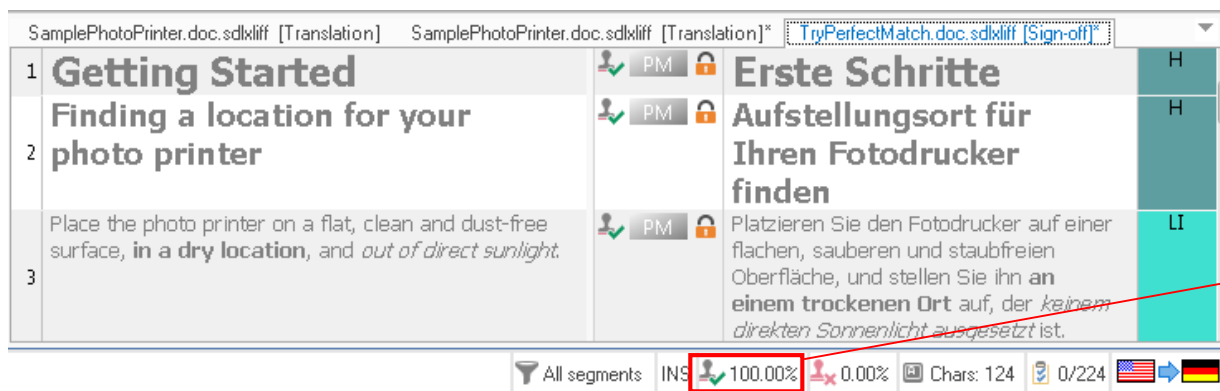 SamplePhotoPrinter.doc.sdlxliff [Translation] SamplePhotoPrinter.doc.sdlxliff [Translation]* TryPerfectMatch.doc.sdlxliff [Sign-off]*
1 Getting Started PM Erste Schritte H
2 Finding a location for your
photo printer
PM Aufstellungsort für
Ihren Fotodrucker
finden
H
3 Place the photo printer on a flat, clean and dust-free
surface, in a dry location, and out of direct sunlight.
PM Platzieren Sie den Fotodrucker auf einer
flachen, sauberen und staubfreien
Oberfläche, und stellen Sie ihn an
einem trockenen Ort auf, der keinem
direkten Sonnenlicht ausgesetzt ist.
LI
All segments INS 100.00% 0.00% Chars: 124 0/224